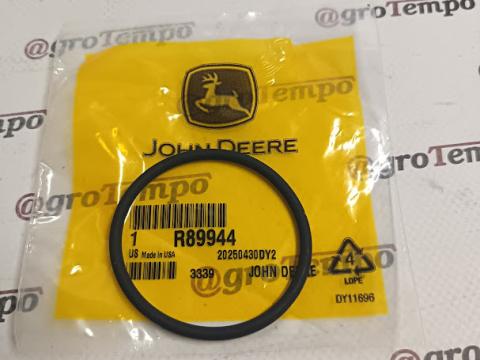 @groTempo
@groTempo
@groTempo
@groTempo
@groTempo
JOHN DEERE
1 R89944
US Made in USA 20250430DY2
3339 JOHN DEERE
4
LDPE
DY11696